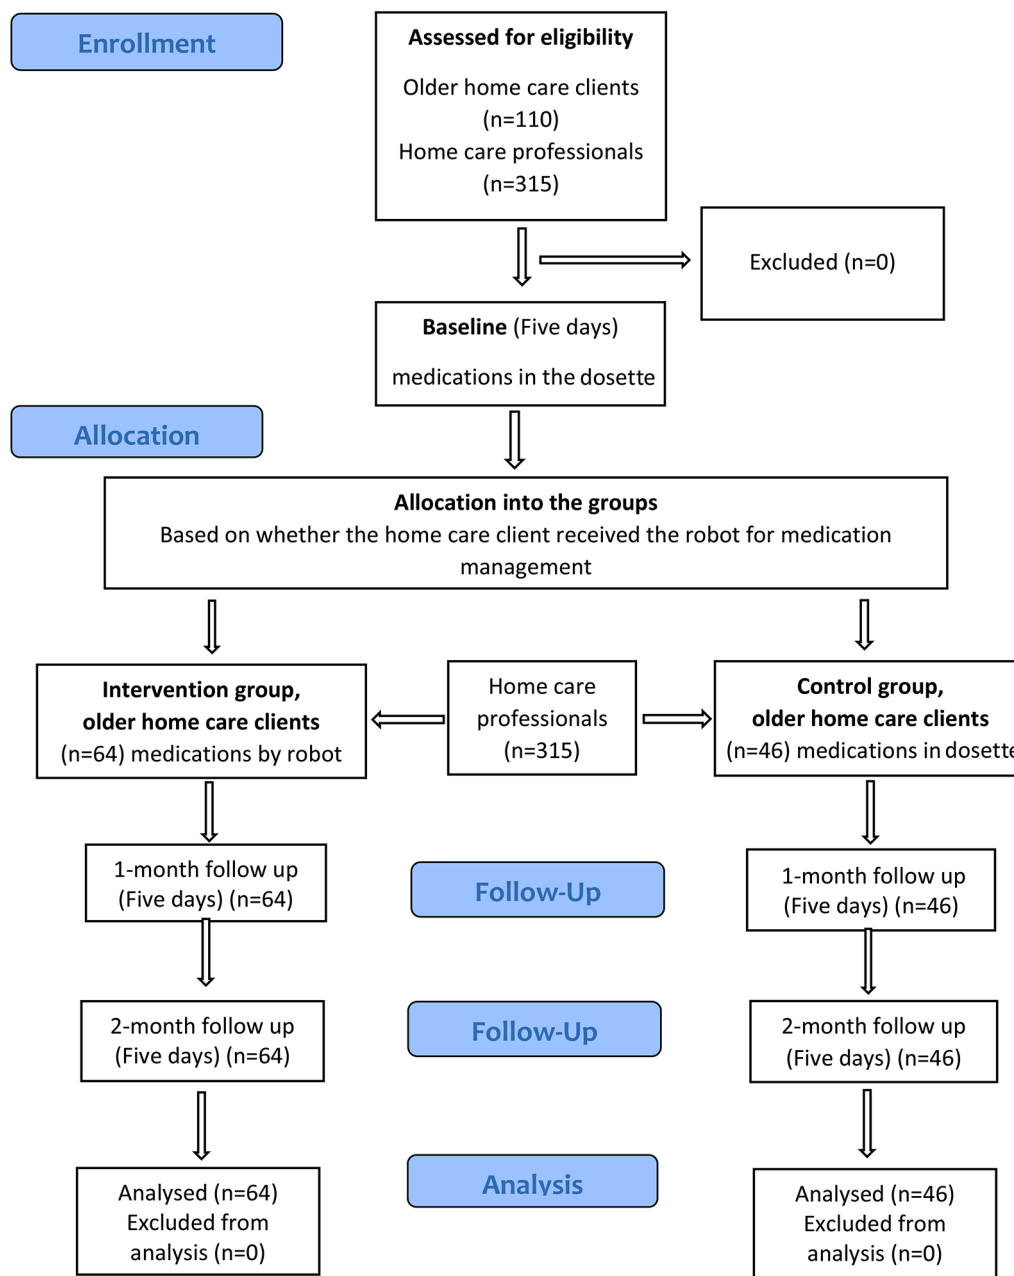 Enrollment
Assessed for eligibility
Older home care clients
(n=110)
Home care professionals
(n=315)
Excluded (n=0)
Baseline (Five days)
medications in the dosette
Allocation
Allocation into the groups
Based on whether the home care client received the robot for medication
management
Intervention group,
older home care clients
(n=64) medications by robot
Home care
professionals
(n=315)
Control group,
older home care clients
(n=46) medications in dosette
1-month follow up
(Five days) (n=64)
Follow-Up
1-month follow up
(Five days) (n=46)
2-month follow up
(Five days) (n=64)
Follow-Up
2-month follow up
(Five days) (n=46)
Analysed (n=64)
Excluded from
analysis (n=0)
Analysis
Analysed (n=46)
Excluded from
analysis (n=0)